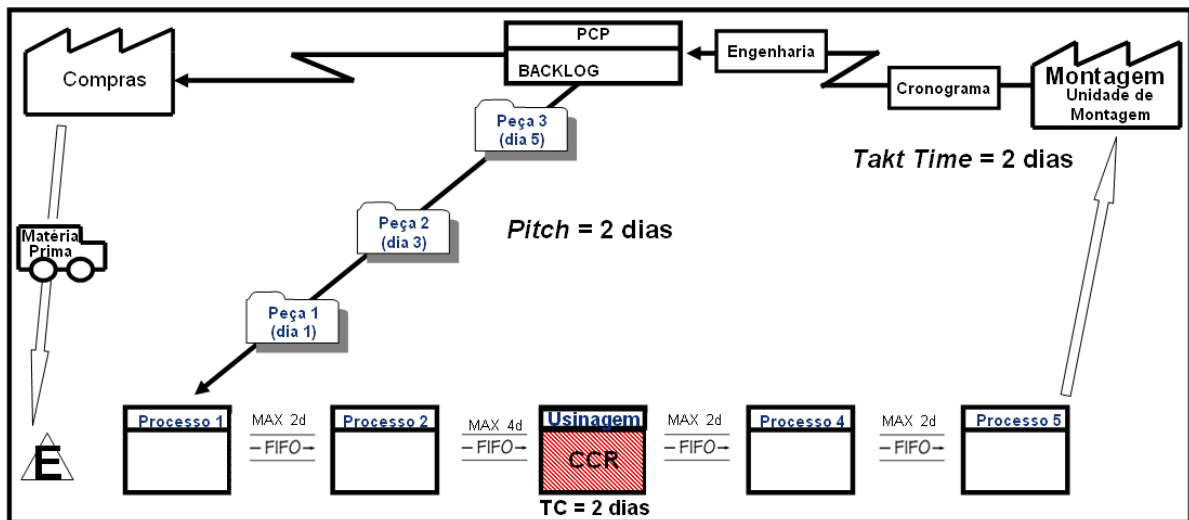 PCP
BACKLOG
Compras
Engenharia
Cronograma
Montagem
Unidade de
Montagem
Peça 3
(dia 5)
Takt Time = 2 dias
Peça 2
(dia 3)
Pitch = 2 dias
Matéria
Prima
Peça 1
(dia 1)
Processo 1
MAX 2d
FIFO
Processo 2
MAX 4d
FIFO
Usinagem
CCR
TC = 2 dias
MAX 2d
FIFO
Processo 4
MAX 2d
FIFO
Processo 5
E